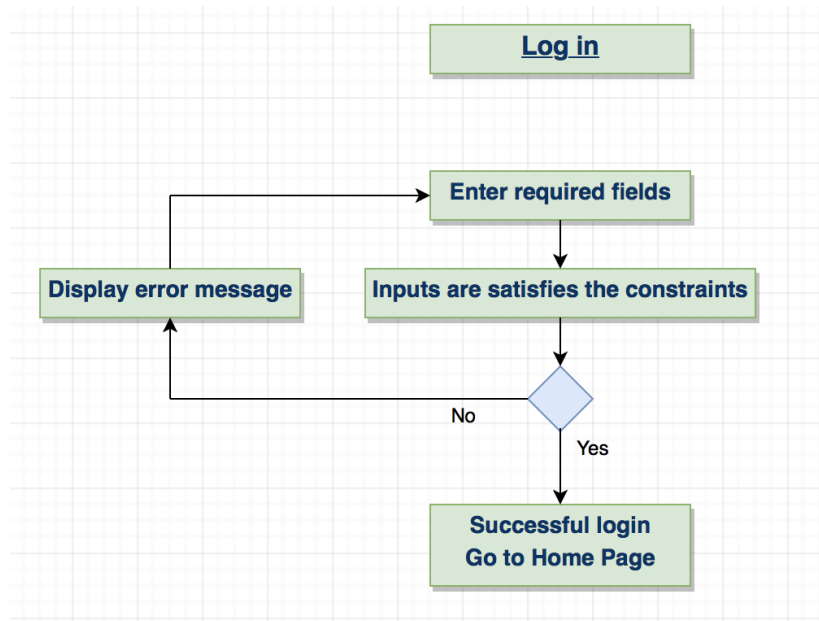 Log in
Enter required fields
Display error message
Inputs are satisfies the constraints
No
Yes
Successful login
Go to Home Page